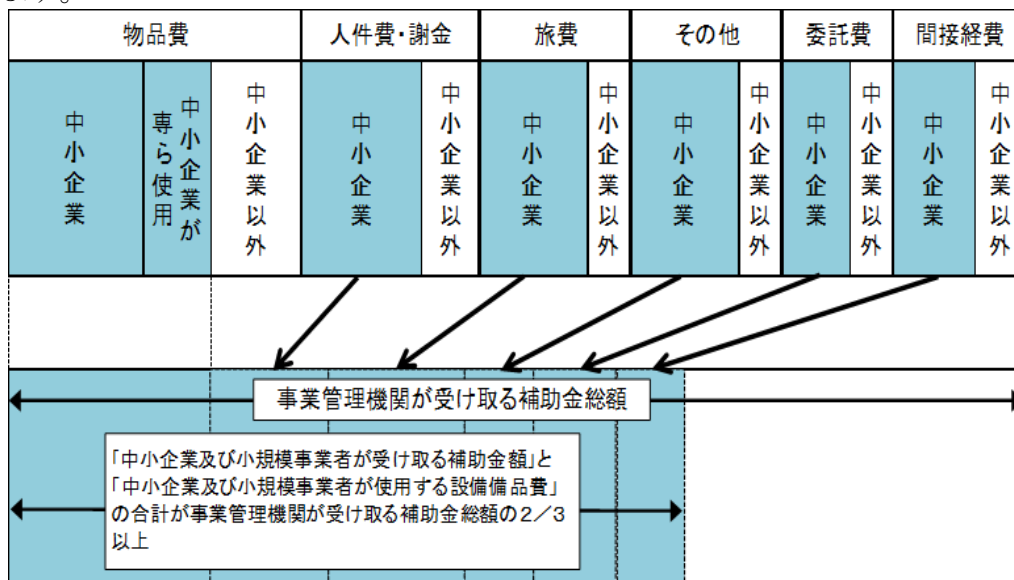 物品費
人件費・謝金
旅費
その他
委託費
間接経費
中小企業
中小企業が
専ら使用
中小企業以外
中小企業
中小企業以外
中小企業
中小企業以外
中小企業
中小企業以外
中小企業
中小企業以外
中小企業
中小企業以外
事業管理機関が受け取る補助金総額
「中小企業及び小規模事業者が受け取る補助金額」と
「中小企業及び小規模事業者が使用する設備備品費」
の合計が事業管理機関が受け取る補助金総額の2/3
以上